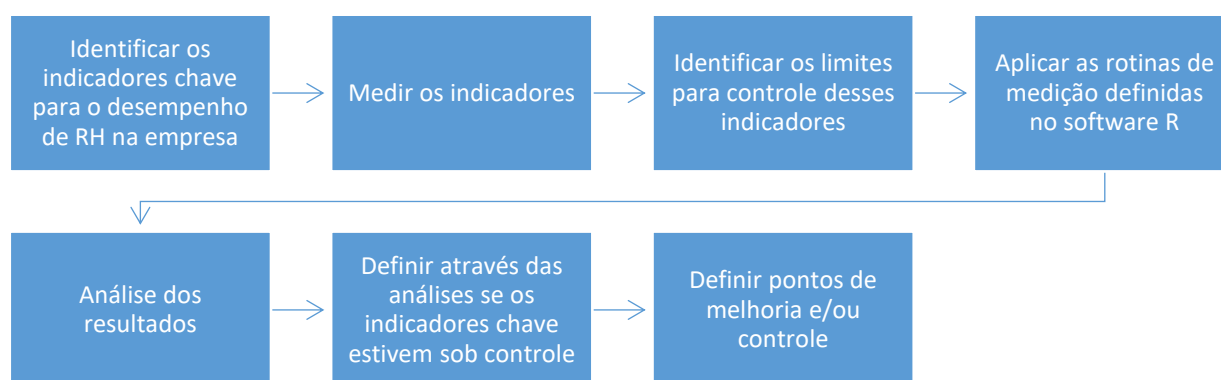 Identificar os
indicadores chave
para o desempenho
de RH na empresa
Medir os indicadores
Identificar os limites
para controle desses
indicadores
Aplicar as rotinas de
medição definidas
no software R
Análise dos
resultados
Definir através das
análises se os
indicadores chave
estivem sob controle
Definir pontos de
melhoria e/ou
controle